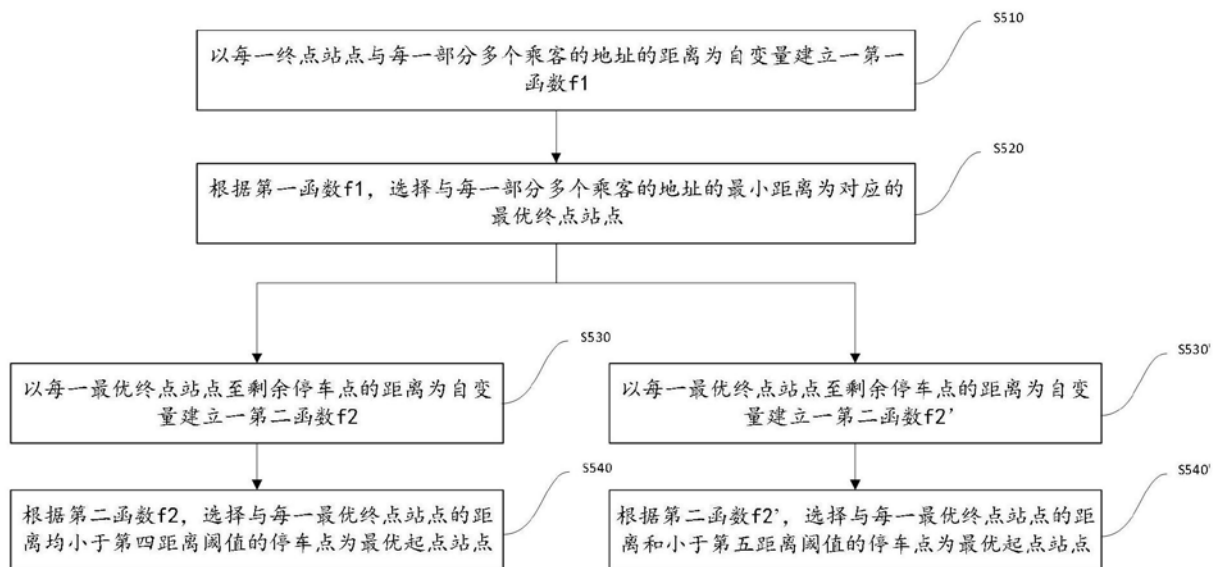 S510
以每一终点站点与每一部分多个乘客的地址的距离为自变量建立一第一
函数f1
S520
根据第一函数f1，选择与每一部分多个乘客的地址的最小距离为对应的
最优终点站点
S530
以每一最优终点站点至剩余停车点的距离为自变
量建立一第二函数f2
S530'
以每一最优终点站点至剩余停车点的距离为自变
量建立一第二函数f2'
S540
根据第二函数f2，选择与每一最优终点站点的距
离均小于第四距离阈值的停车点为最优起点站点
S540'
根据第二函数f2'，选择与每一最优终点站点的距
离和小于第五距离阈值的停车点为最优起点站点